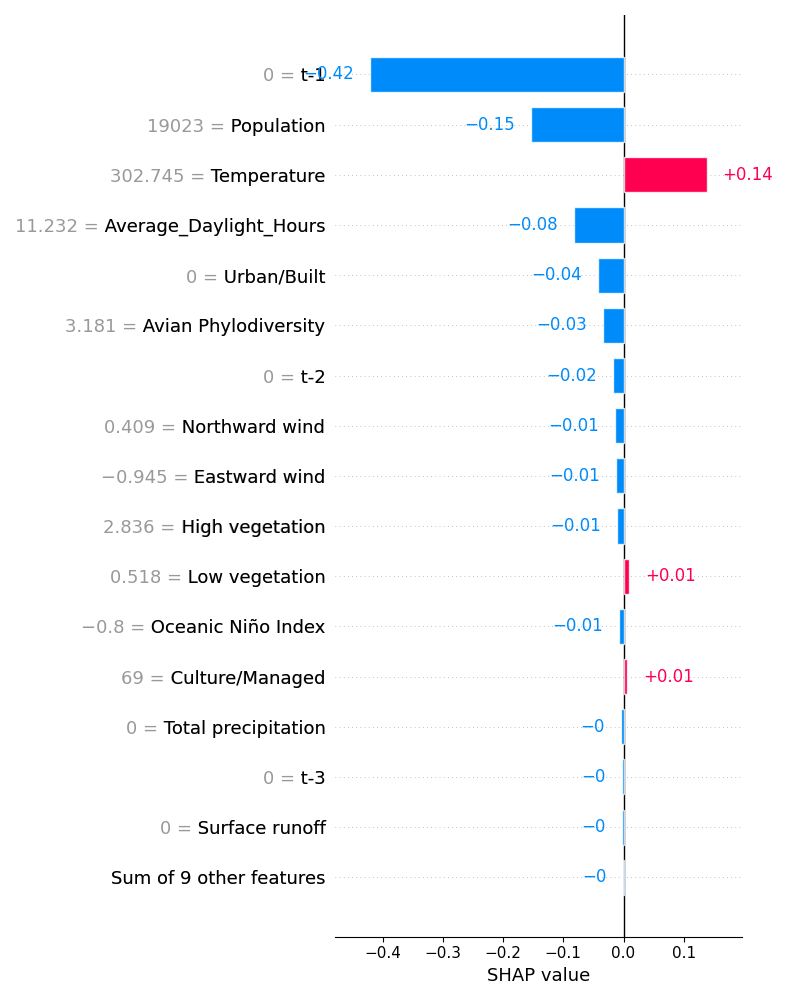 0 = t-1 −0.42
19023 = Population −0.15
302.745 = Temperature +0.14
11.232 = Average_Daylight_Hours −0.08
0 = Urban/Built −0.04
3.181 = Avian Phylodiversity −0.03
0 = t-2 −0.02
0.409 = Northward wind −0.01
−0.945 = Eastward wind −0.01
2.836 = High vegetation −0.01
0.518 = Low vegetation +0.01
−0.8 = Oceanic Niño Index −0.01
69 = Culture/Managed +0.01
0 = Total precipitation −0
0 = t-3 −0
0 = Surface runoff −0
Sum of 9 other features −0
−0.4 −0.3 −0.2 −0.1 0.0 0.1
SHAP value